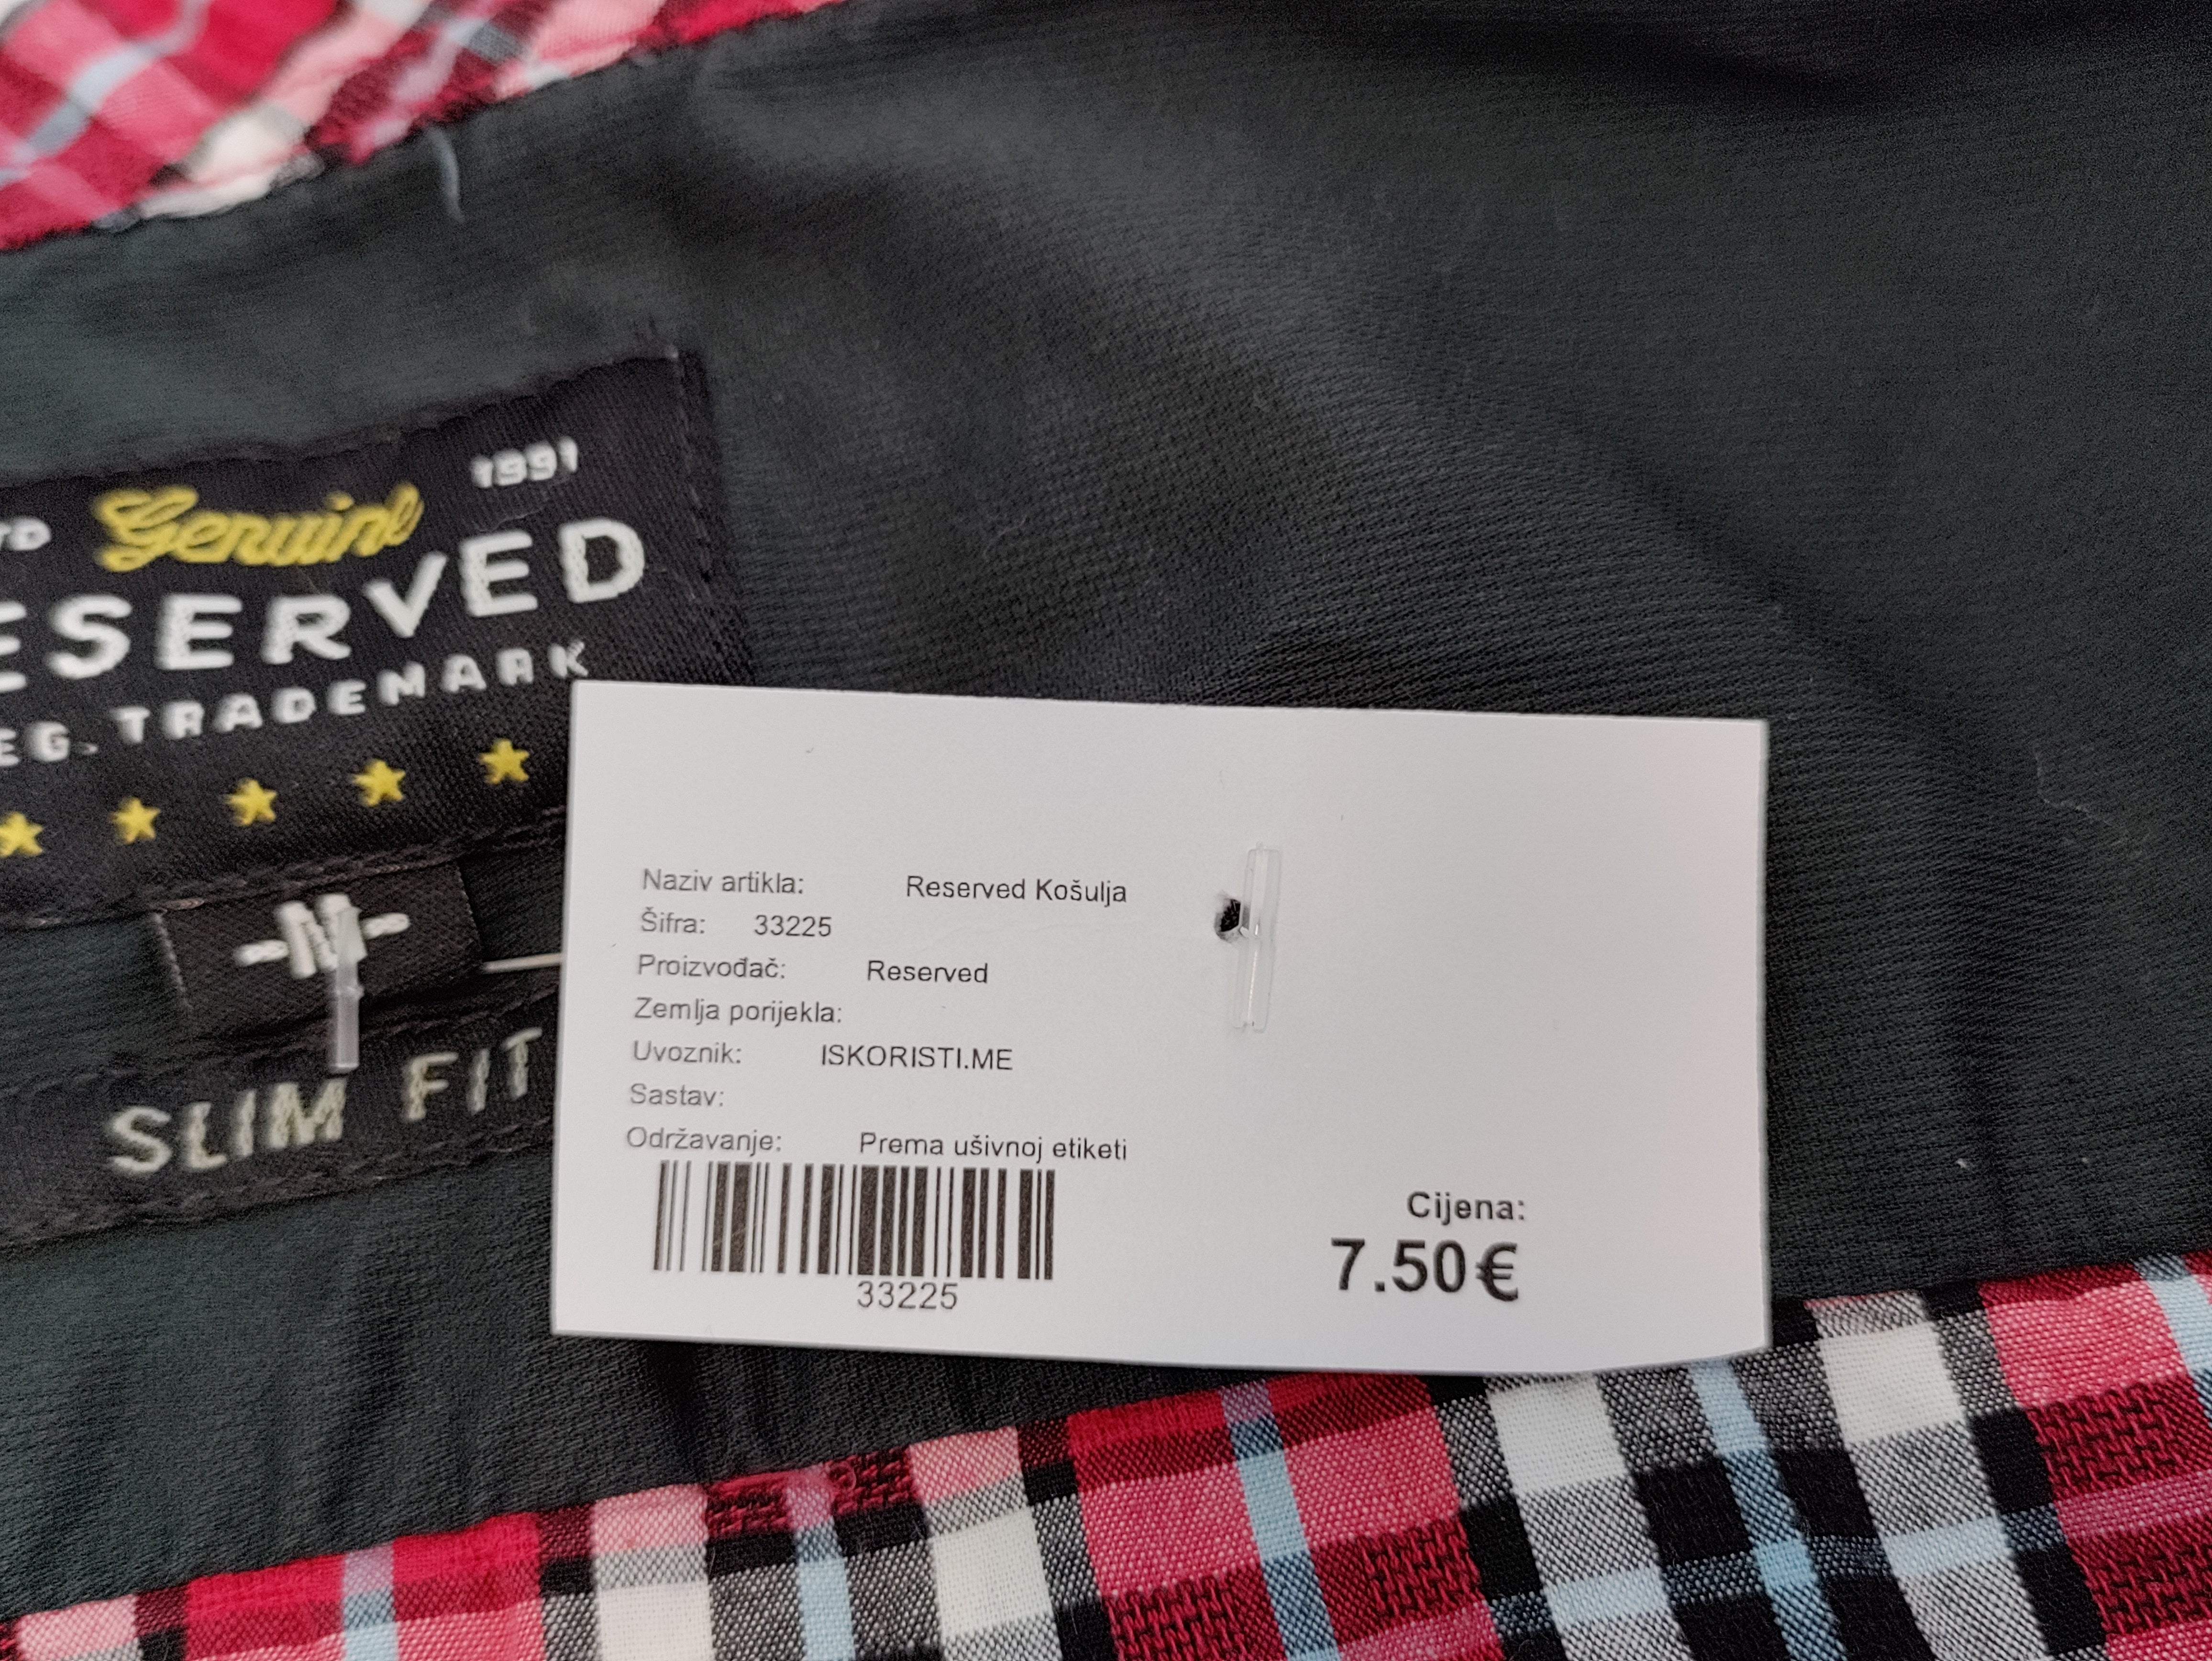 TD Genuine 1991
ESERVED
EG. TRADEMARK
-M-
SLIM FIT
Naziv artikla: Reserved Košulja
Šifra: 33225
Proizvođač: Reserved
Zemlja porijekla:
Uvoznik: ISKORISTI.ME
Sastav:
Održavanje: Prema ušivnoj etiketi
33225
Cijena:
7.50€